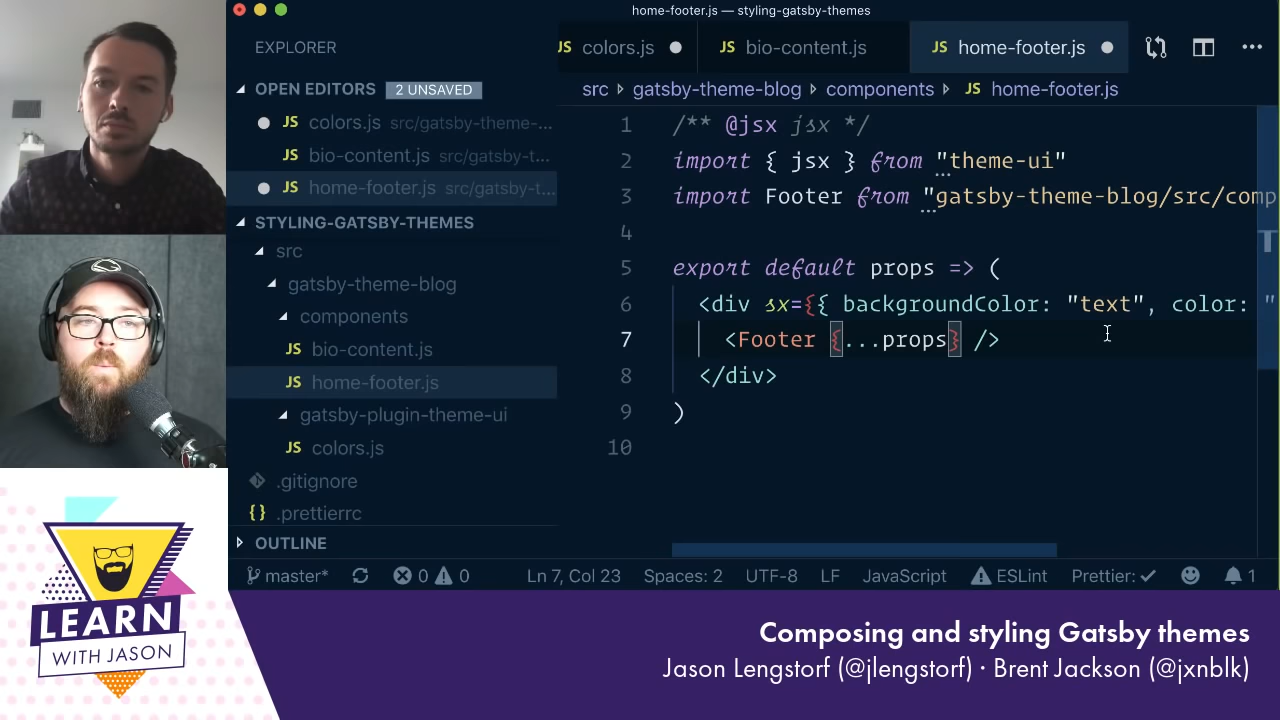 home-footer.js — styling-gatsby-themes
EXPLORER
OPEN EDITORS 2 UNSAVED
JS colors.js src/gatsby-theme-...
JS bio-content.js src/gatsby-t...
JS home-footer.js src/gatsby-t...
STYLING-GATSBY-THEMES
src
gatsby-theme-blog
components
JS bio-content.js
JS home-footer.js
gatsby-plugin-theme-ui
JS colors.js
.gitignore
{} .prettierrc
OUTLINE
JS colors.js JS bio-content.js JS home-footer.js
src gatsby-theme-blog components JS home-footer.js
1 /** @jsx jsx */
2 import { jsx } from "theme-ui"
3 import Footer from "gatsby-theme-blog/src/comp
4
5 export default props => (
6 <div sx={{ backgroundColor: "text", color: "
7 <Footer {...props} />
8 </div>
9 )
10
master* 0 0 Ln 7, Col 23 Spaces: 2 UTF-8 LF JavaScript ESLint Prettier: 1
LEARN
WITH JASON
Composing and styling Gatsby themes
Jason Lengstorf (@jlengstorf) · Brent Jackson (@jxnblk)